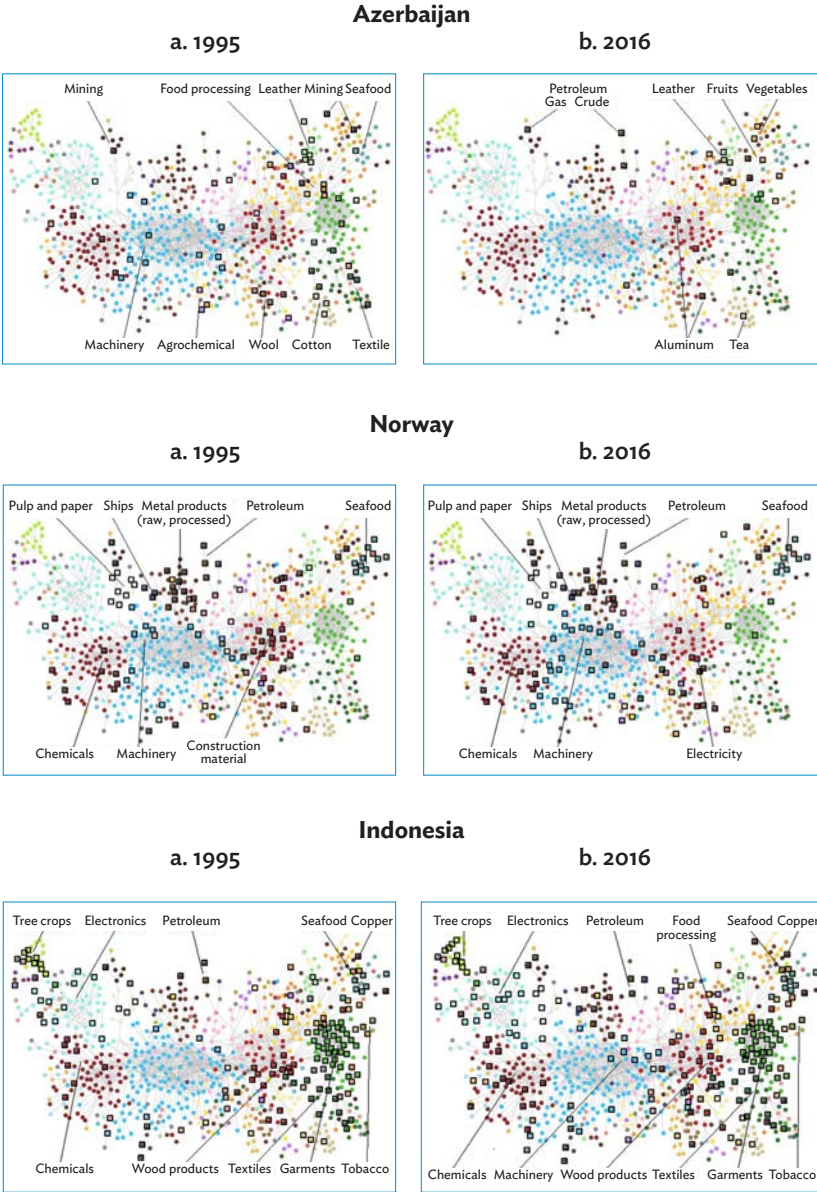 Azerbaijan
a. 1995
b. 2016
Mining
Food processing
Leather
Mining
Seafood
Machinery
Agrochemical
Wool
Cotton
Textile
Petroleum
Gas Crude
Leather
Fruits
Vegetables
Aluminum
Tea
Norway
a. 1995
b. 2016
Pulp and paper
Ships
Metal products
(raw, processed)
Petroleum
Seafood
Chemicals
Machinery
Construction
material
Pulp and paper
Ships
Metal products
(raw, processed)
Petroleum
Seafood
Chemicals
Machinery
Electricity
Indonesia
a. 1995
b. 2016
Tree crops
Electronics
Petroleum
Seafood
Copper
Chemicals
Wood products
Textiles
Garments
Tobacco
Tree crops
Electronics
Petroleum
Food
processing
Seafood
Copper
Chemicals
Machinery
Wood products
Textiles
Garments
Tobacco